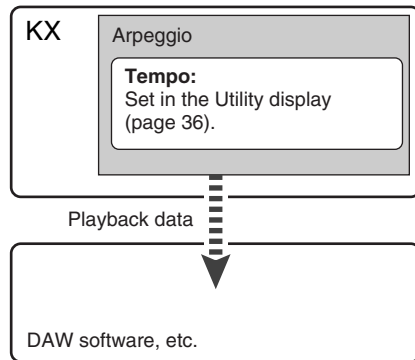 KX
Arpeggio
Tempo:
Set in the Utility display
(page 36).
Playback data
DAW software, etc.